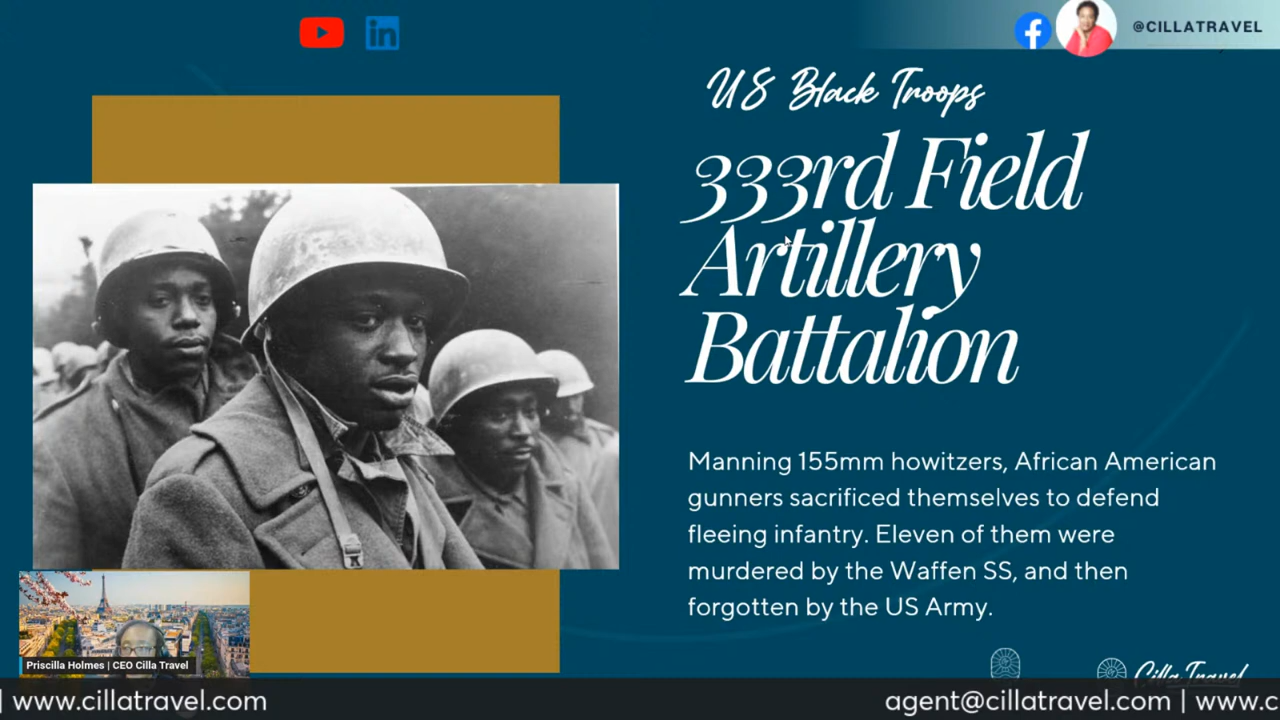 in
f
@CILLATRAVEL
US Black Troops
333rd Field
Artillery
Battalion
Manning 155mm howitzers, African American
gunners sacrificed themselves to defend
fleeing infantry. Eleven of them were
murdered by the Waffen SS, and then
forgotten by the US Army.
Priscilla Holmes | CEO Cilla Travel
Cilla Travel
| www.cillatravel.com
agent@cillatravel.com | www.c